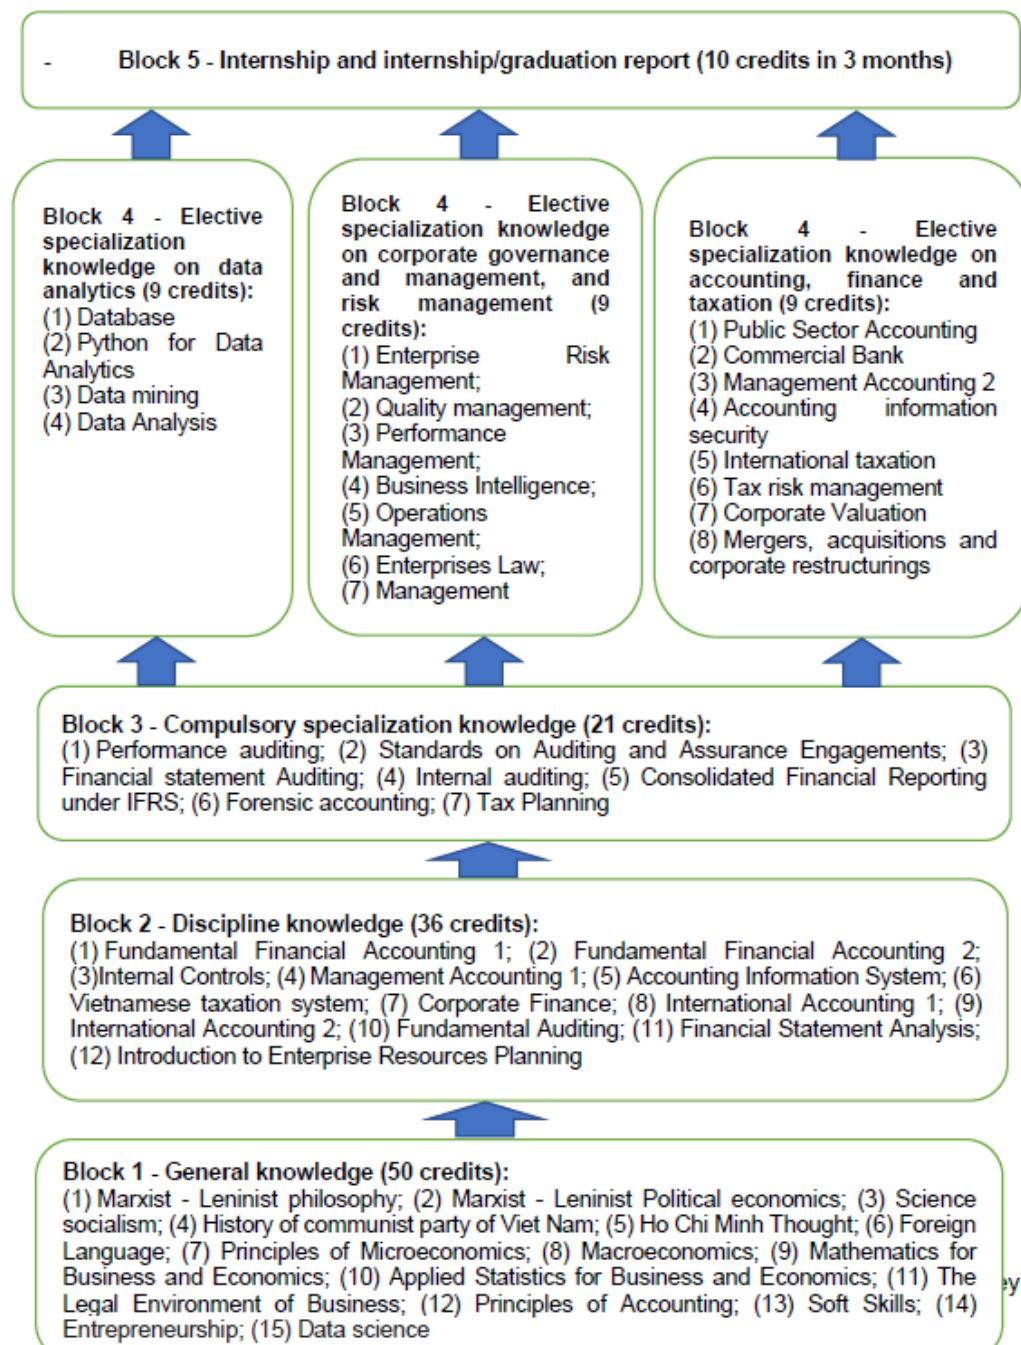 - Block 5 - Internship and internship/graduation report (10 credits in 3 months)
Block 4 - Elective
specialization
knowledge on data
analytics (9 credits):
(1) Database
(2) Python for Data
Analytics
(3) Data mining
(4) Data Analysis
Block 4 - Elective
specialization knowledge
on corporate governance
and management, and
risk management (9
credits):
(1) Enterprise Risk
Management;
(2) Quality management;
(3) Performance
Management;
(4) Business Intelligence;
(5) Operations
Management;
(6) Enterprises Law;
(7) Management
Block 4 - Elective
specialization knowledge on
accounting, finance and
taxation (9 credits):
(1) Public Sector Accounting
(2) Commercial Bank
(3) Management Accounting 2
(4) Accounting information
security
(5) International taxation
(6) Tax risk management
(7) Corporate Valuation
(8) Mergers, acquisitions and
corporate restructurings
Block 3 - Compulsory specialization knowledge (21 credits):
(1) Performance auditing; (2) Standards on Auditing and Assurance Engagements; (3)
Financial statement Auditing; (4) Internal auditing; (5) Consolidated Financial Reporting
under IFRS; (6) Forensic accounting; (7) Tax Planning
Block 2 - Discipline knowledge (36 credits):
(1) Fundamental Financial Accounting 1; (2) Fundamental Financial Accounting 2;
(3)Internal Controls; (4) Management Accounting 1; (5) Accounting Information System; (6)
Vietnamese taxation system; (7) Corporate Finance; (8) International Accounting 1; (9)
International Accounting 2; (10) Fundamental Auditing; (11) Financial Statement Analysis;
(12) Introduction to Enterprise Resources Planning
Block 1 - General knowledge (50 credits):
(1) Marxist - Leninist philosophy; (2) Marxist - Leninist Political economics; (3) Science
socialism; (4) History of communist party of Viet Nam; (5) Ho Chi Minh Thought; (6) Foreign
Language; (7) Principles of Microeconomics; (8) Macroeconomics; (9) Mathematics for
Business and Economics; (10) Applied Statistics for Business and Economics; (11) The
Legal Environment of Business; (12) Principles of Accounting; (13) Soft Skills; (14)
Entrepreneurship; (15) Data science